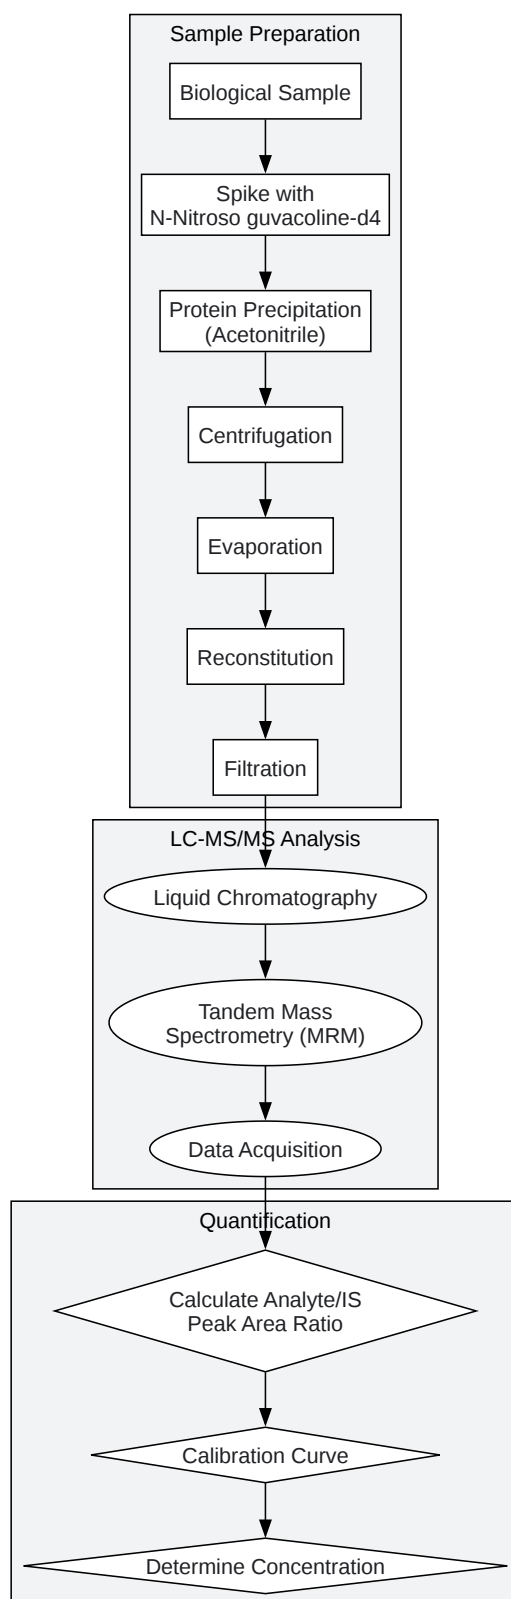 Sample Preparation
Biological Sample
Spike with
N-Nitroso guvacoline-d4
Protein Precipitation
(Acetonitrile)
Centrifugation
Evaporation
Reconstitution
Filtration
LC-MS/MS Analysis
Liquid Chromatography
Tandem Mass
Spectrometry (MRM)
Data Acquisition
Quantification
Calculate Analyte/IS
Peak Area Ratio
Calibration Curve
Determine Concentration